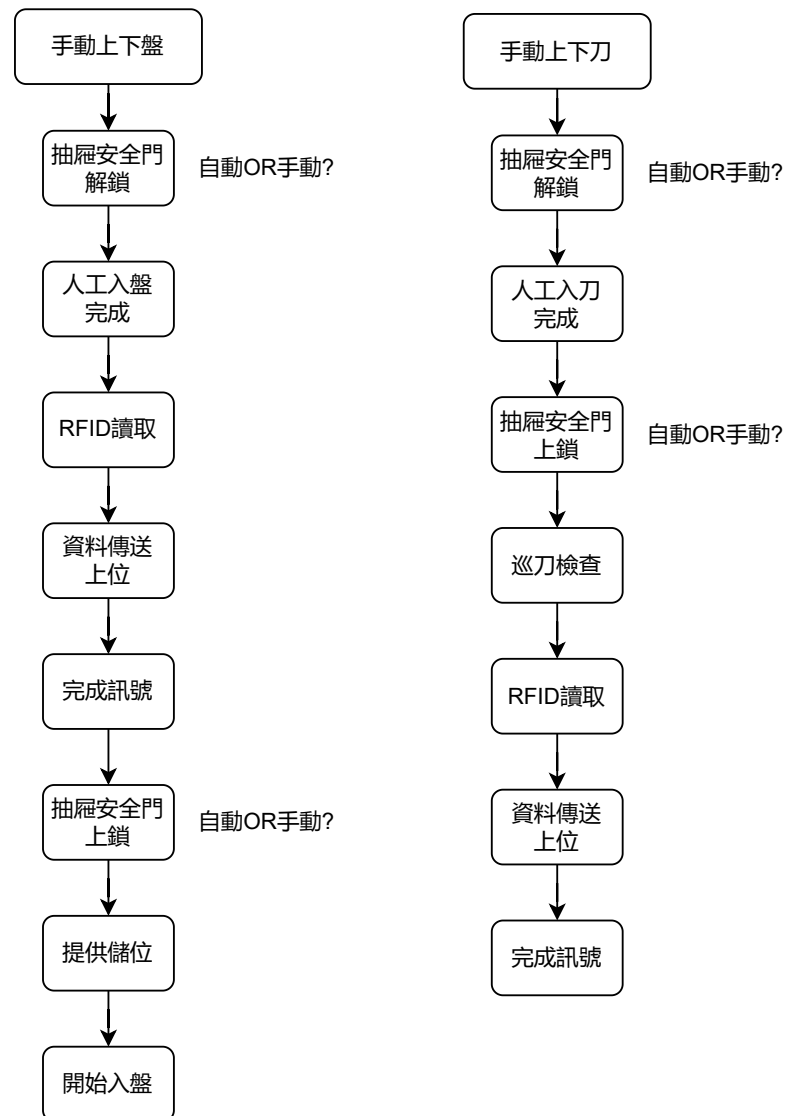 手動上下盤
抽屜安全門
解鎖
自動OR手動?
人工入盤
完成
RFID讀取
資料傳送
上位
完成訊號
抽屜安全門
上鎖
自動OR手動?
提供儲位
開始入盤
手動上下刀
抽屜安全門
解鎖
自動OR手動?
人工入刀
完成
抽屜安全門
上鎖
自動OR手動?
巡刀檢查
RFID讀取
資料傳送
上位
完成訊號